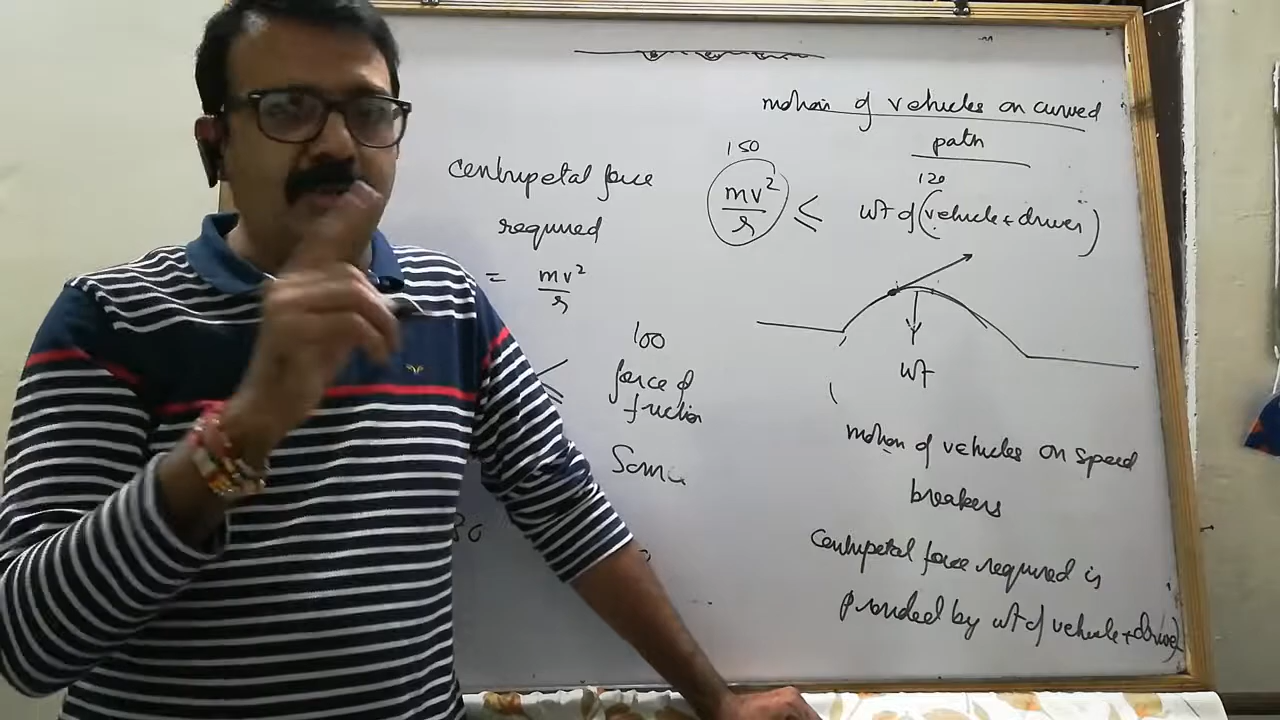 motion of vehicles on curved
path
centripetal force
required
= mv²/r
150
mv²/r ≤
120
wt of (vehicle + driver)
100
≤
force of
friction
wt
motion of vehicles on speed
breakers
Centripetal force required is
provided by wt of vehicle + driver)